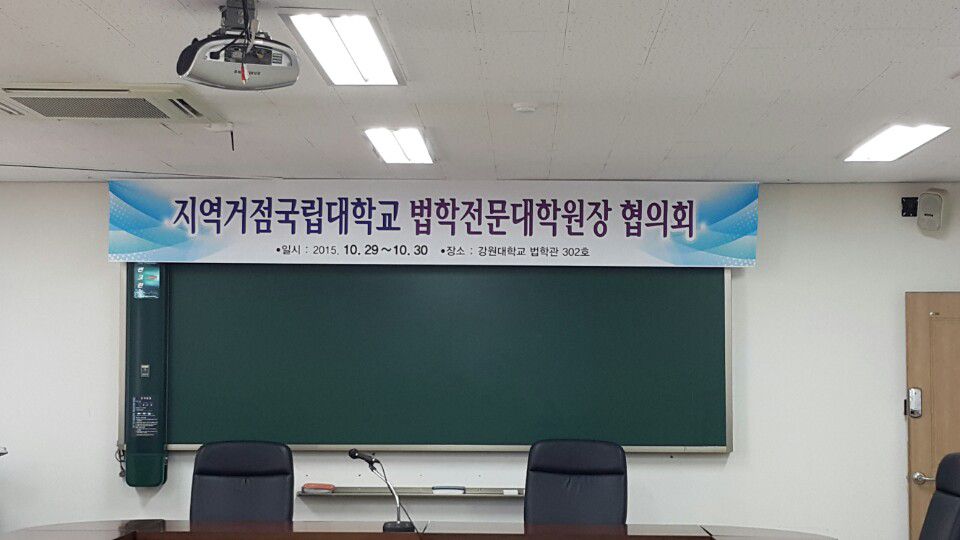 지역거점국립대학교 법학전문대학원장 협의회
•일시 : 2015. 10. 29～10. 30 •장소 : 강원대학교 법학관 302호